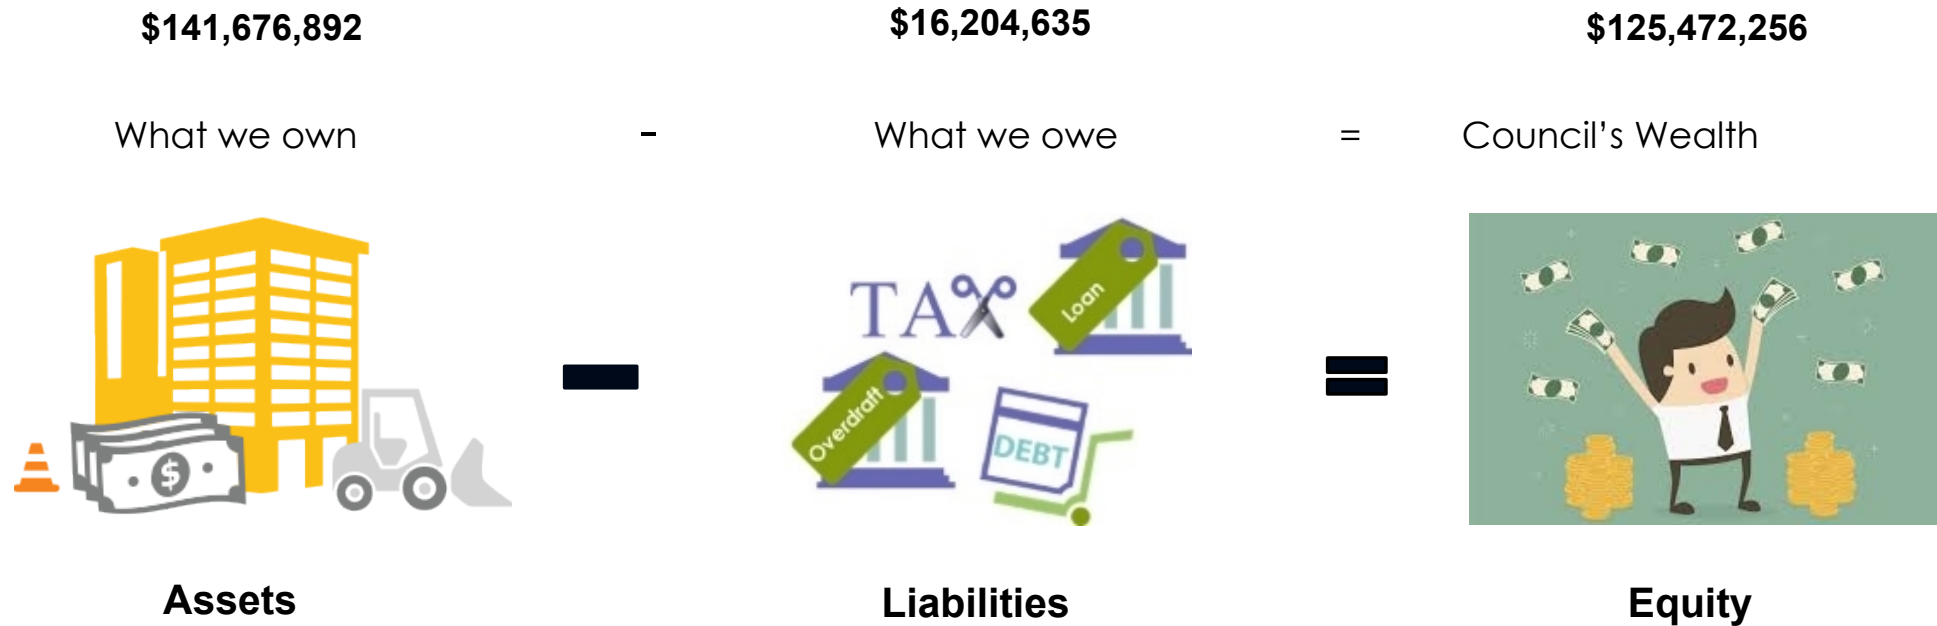 $141,676,892
$16,204,635
$125,472,256
What we own
-
What we owe
=
Council's Wealth
TAX
Loan
Overdraft
DEBT
$
Assets
Liabilities
Equity